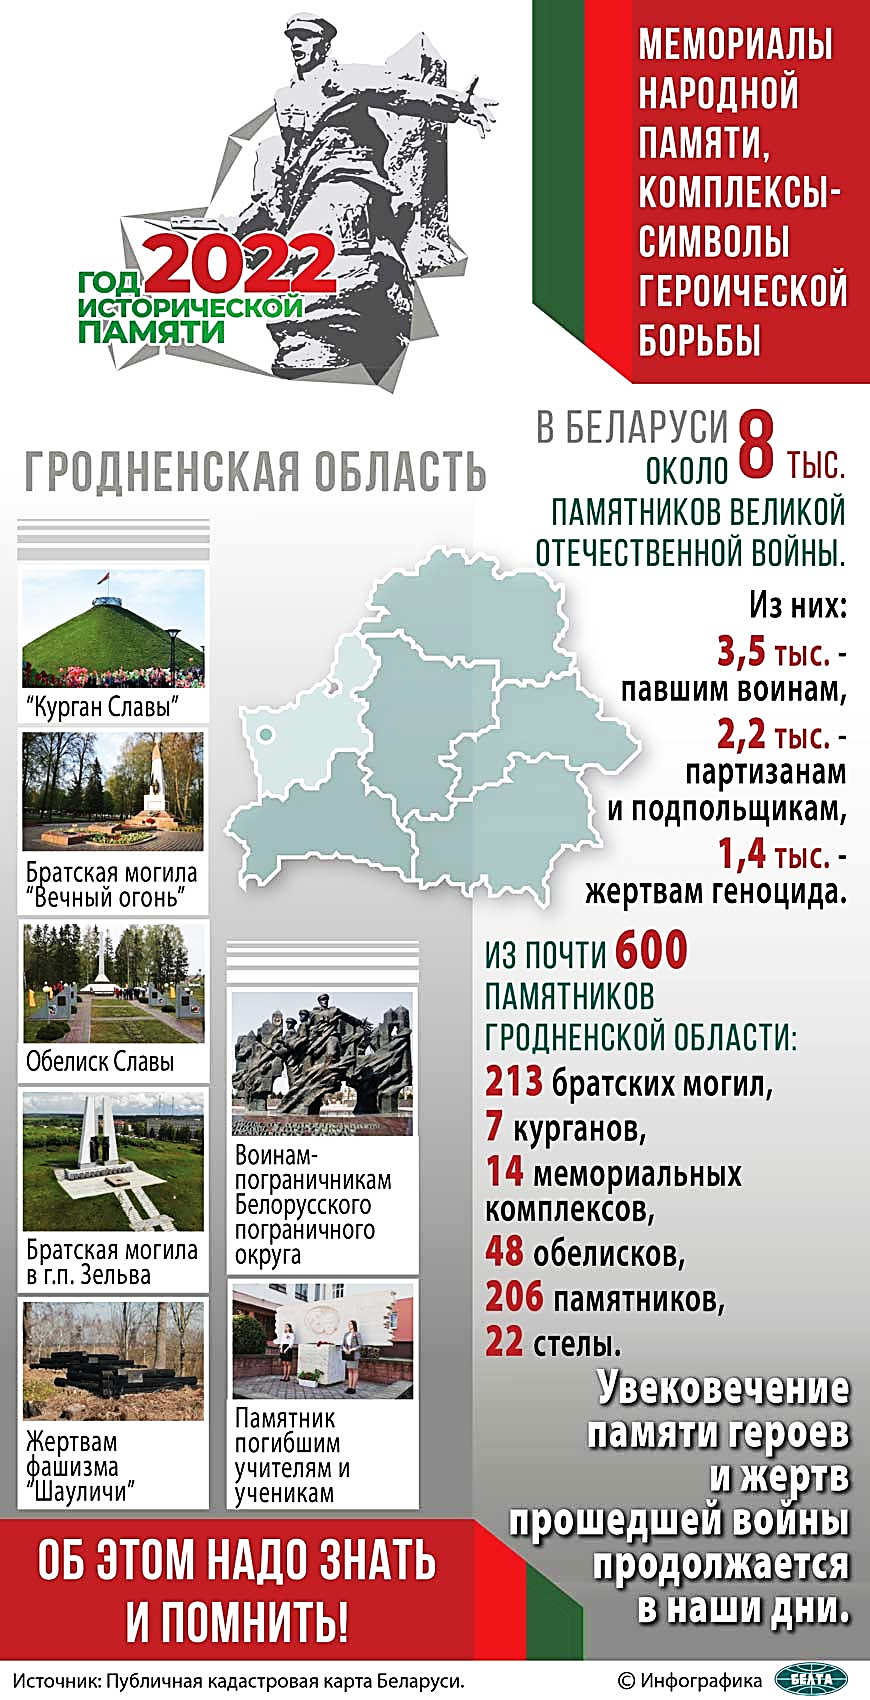 МЕМОРИАЛЫ
НАРОДНОЙ
ПАМЯТИ,
КОМПЛЕКСЫ-
СИМВОЛЫ
ГЕРОИЧЕСКОЙ
БОРЬБЫ
2022
ГОД
ИСТОРИЧЕСКОЙ
ПАМЯТИ
ГРОДНЕНСКАЯ ОБЛАСТЬ
В БЕЛАРУСИ
ОКОЛО 8 ТЫС.
ПАМЯТНИКОВ ВЕЛИКОЙ
ОТЕЧЕСТВЕННОЙ ВОЙНЫ.
Из них:
3,5 тыс. -
павшим воинам,
2,2 тыс. -
партизанам
и подпольщикам,
1,4 тыс. -
жертвам геноцида.
"Курган Славы"
Братская могила
"Вечный огонь"
Обелиск Славы
Братская могила
в г.п. Зельва
Жертвам
фашизма
"Шауличи"
Воинам-
пограничникам
Белорусского
пограничного
округа
Памятник
погибшим
учителям и
ученикам
ИЗ ПОЧТИ 600
ПАМЯТНИКОВ
ГРОДНЕНСКОЙ ОБЛАСТИ:
213 братских могил,
7 курганов,
14 мемориальных
комплексов,
48 обелисков,
206 памятников,
22 стелы.
Увековечение
памяти героев
и жертв
прошедшей войны
продолжается
в наши дни.
ОБ ЭТОМ НАДО ЗНАТЬ
И ПОМНИТЬ!
Источник: Публичная кадастровая карта Беларуси.
© Инфографика
БЕЛТА